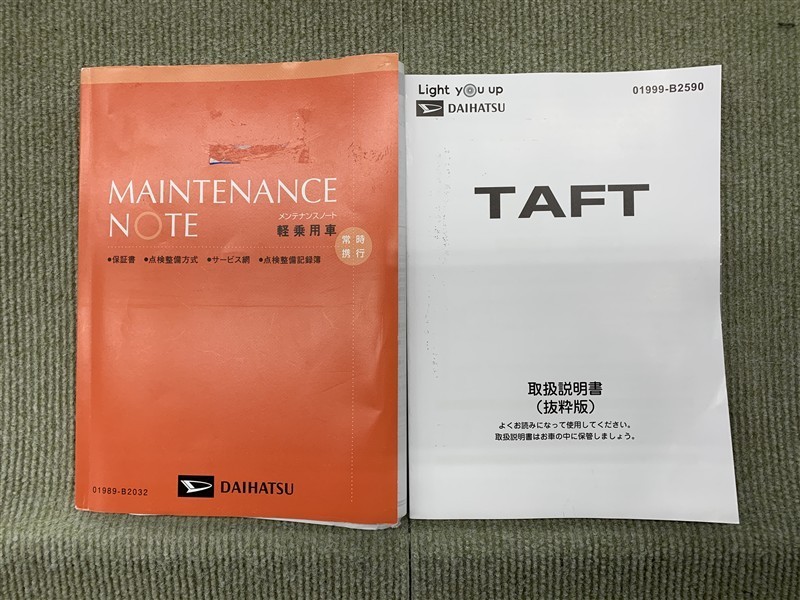 MAINTENANCE
NOTE
メンテナンスノート
軽乗用車
常時
携行
●保証書 ●点検整備方式 ●サービス網 ●点検整備記録簿
01989-B2032
DAIHATSU
Light you up
DAIHATSU
01999-B2590
TAFT
取扱説明書
（抜粋版）
よくお読みになって使用してください。
取扱説明書はお車の中に保管しましょう。